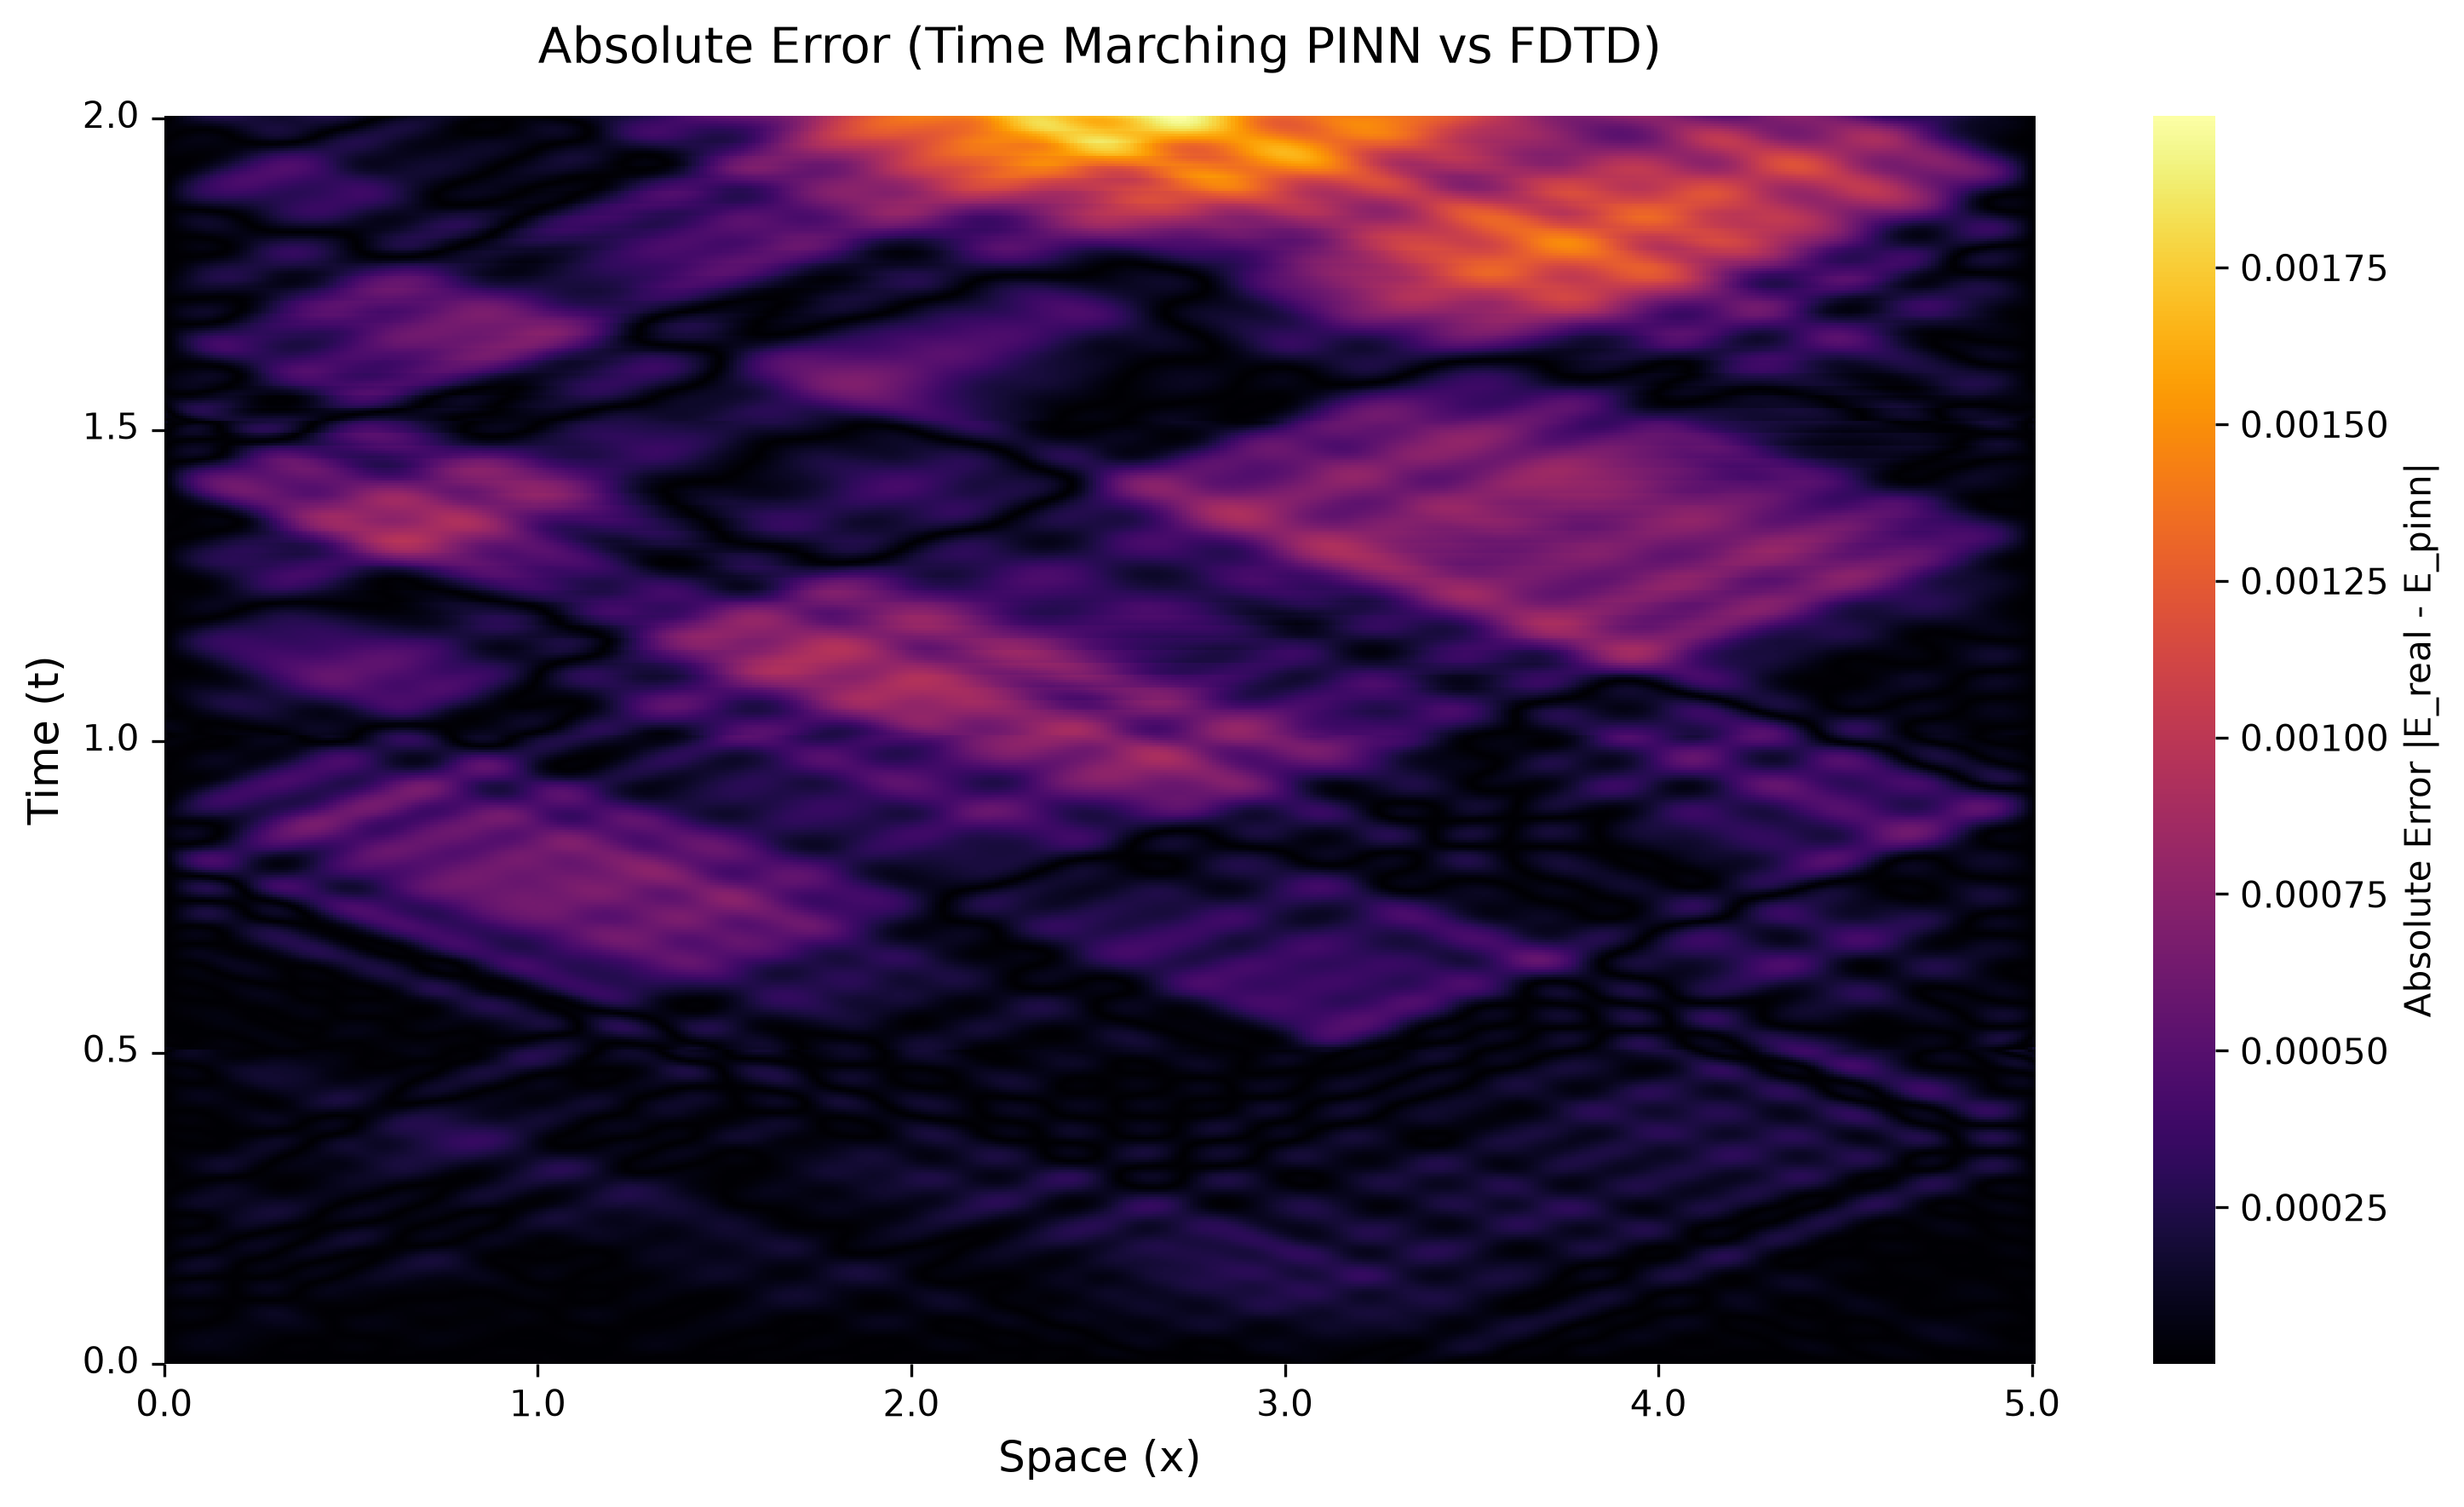 Absolute Error (Time Marching PINN vs FDTD)
2.0
1.5
1.0
0.5
0.0
Time (t)
0.0 1.0 2.0 3.0 4.0 5.0
Space (x)
0.00175
0.00150
0.00125
0.00100
0.00075
0.00050
0.00025
Absolute Error |E_real - E_pinn|